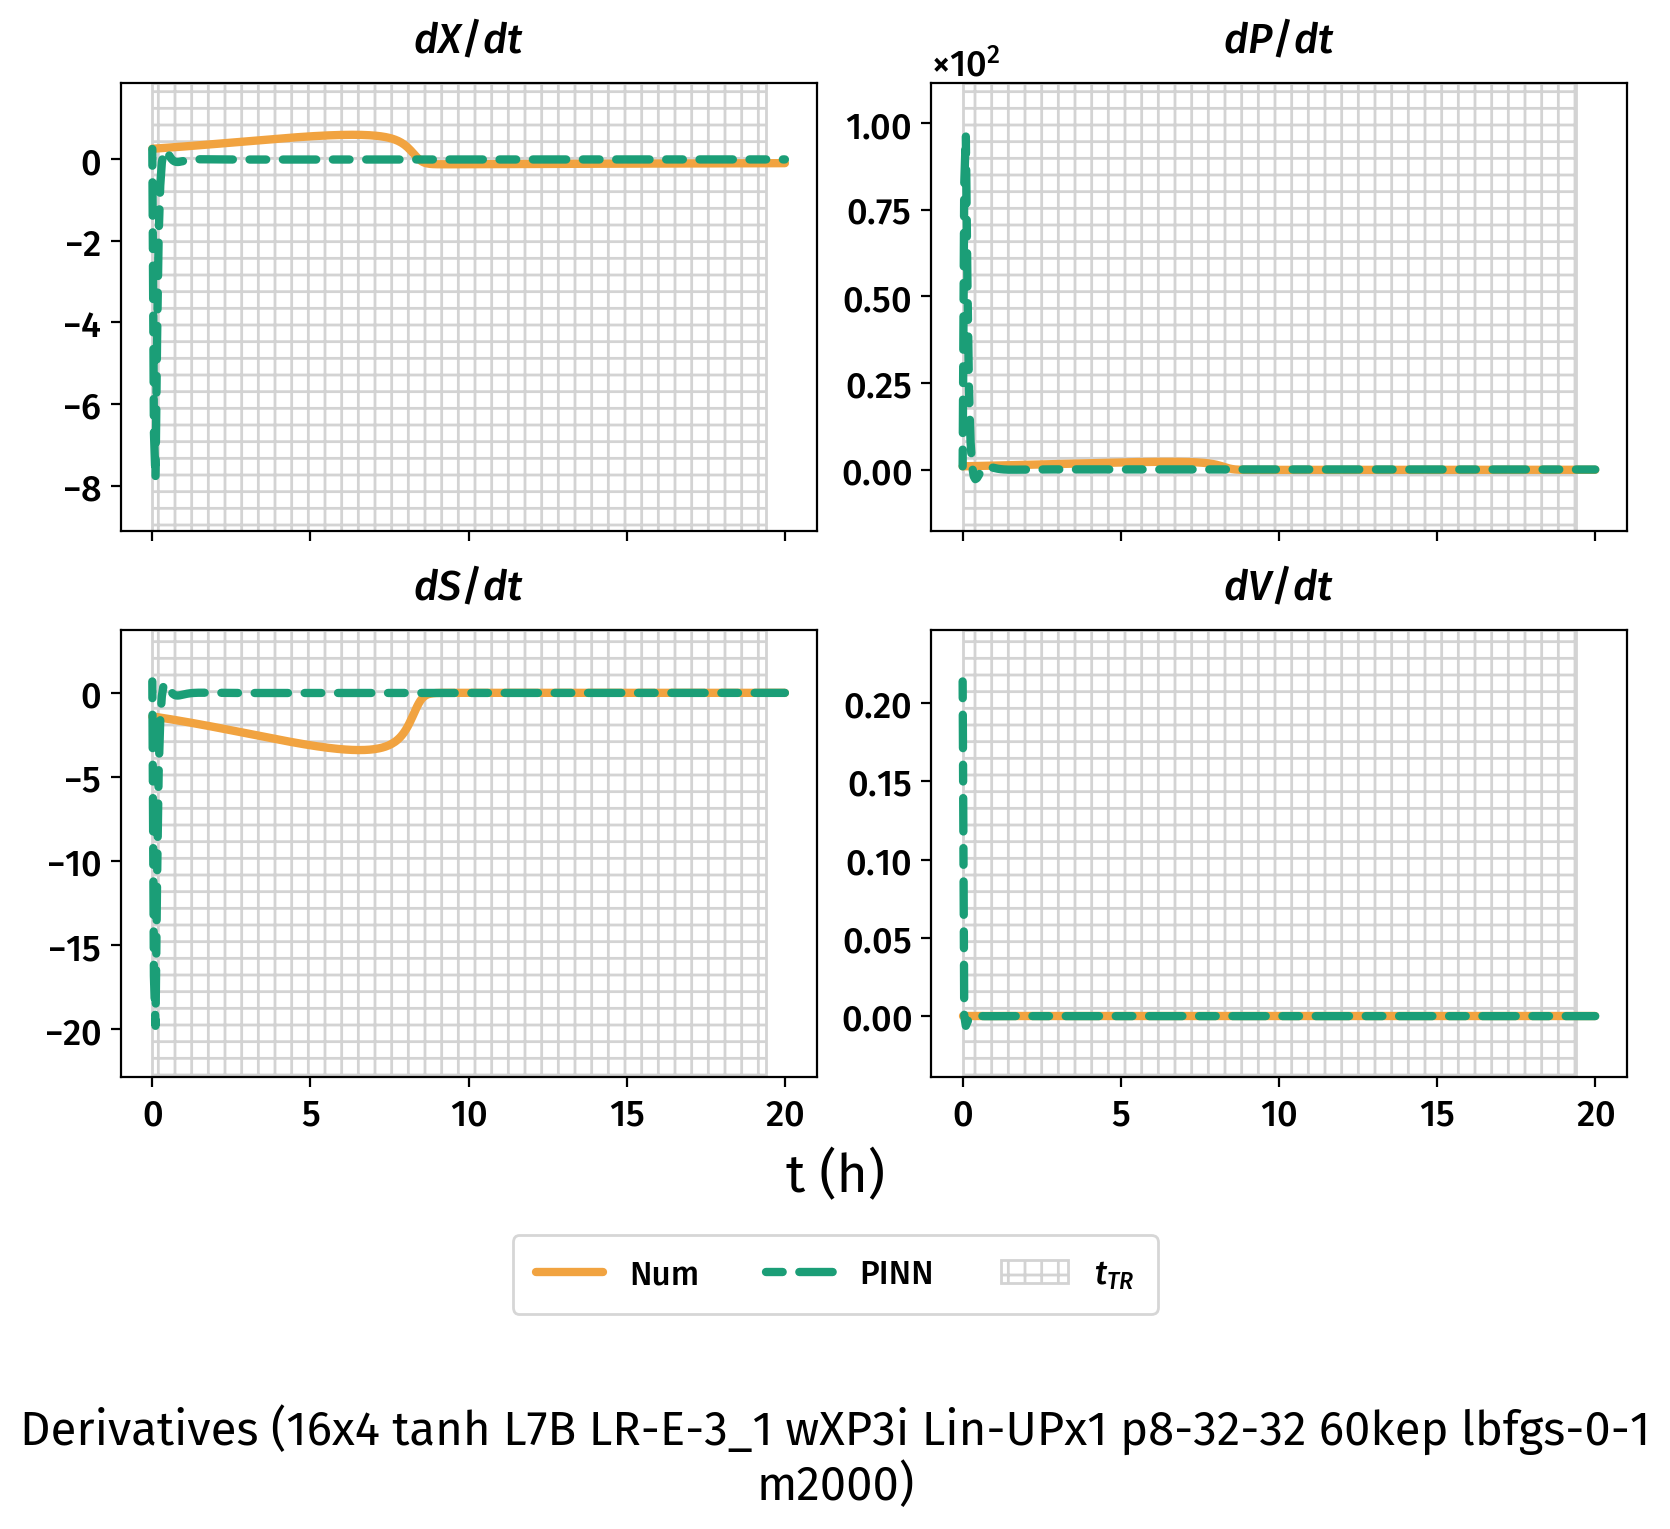 dX/dt
dP/dt
×10²
0
−2
−4
−6
−8
1.00
0.75
0.50
0.25
0.00
dS/dt
dV/dt
0
−5
−10
−15
−20
0.20
0.15
0.10
0.05
0.00
0 5 10 15 20
0 5 10 15 20
t (h)
Num PINN t_TR
Derivatives (16x4 tanh L7B LR-E-3_1 wXP3i Lin-UPx1 p8-32-32 60kep lbfgs-0-1
m2000)